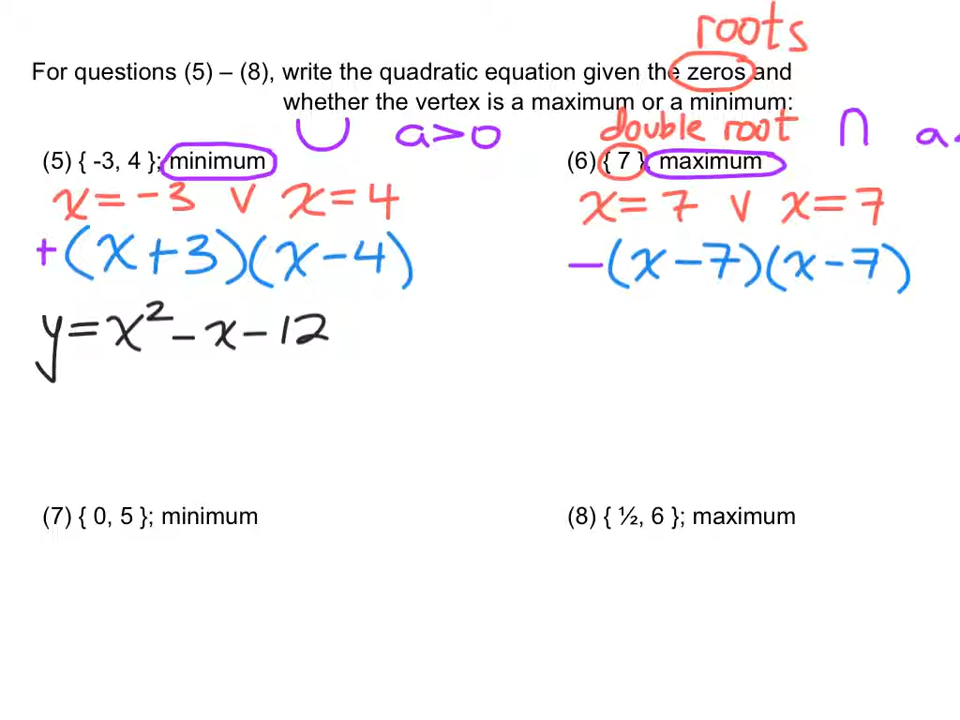 roots
For questions (5) – (8), write the quadratic equation given the zeros and
whether the vertex is a maximum or a minimum:
∪ a>0
double root ∩ a<
(5) { -3, 4 }; minimum
(6) { 7 } maximum
x=-3 ∨ x=4
x=7 ∨ x=7
+(x+3)(x-4)
-(x-7)(x-7)
y=x²-x-12
(7) { 0, 5 }; minimum
(8) { ½, 6 }; maximum